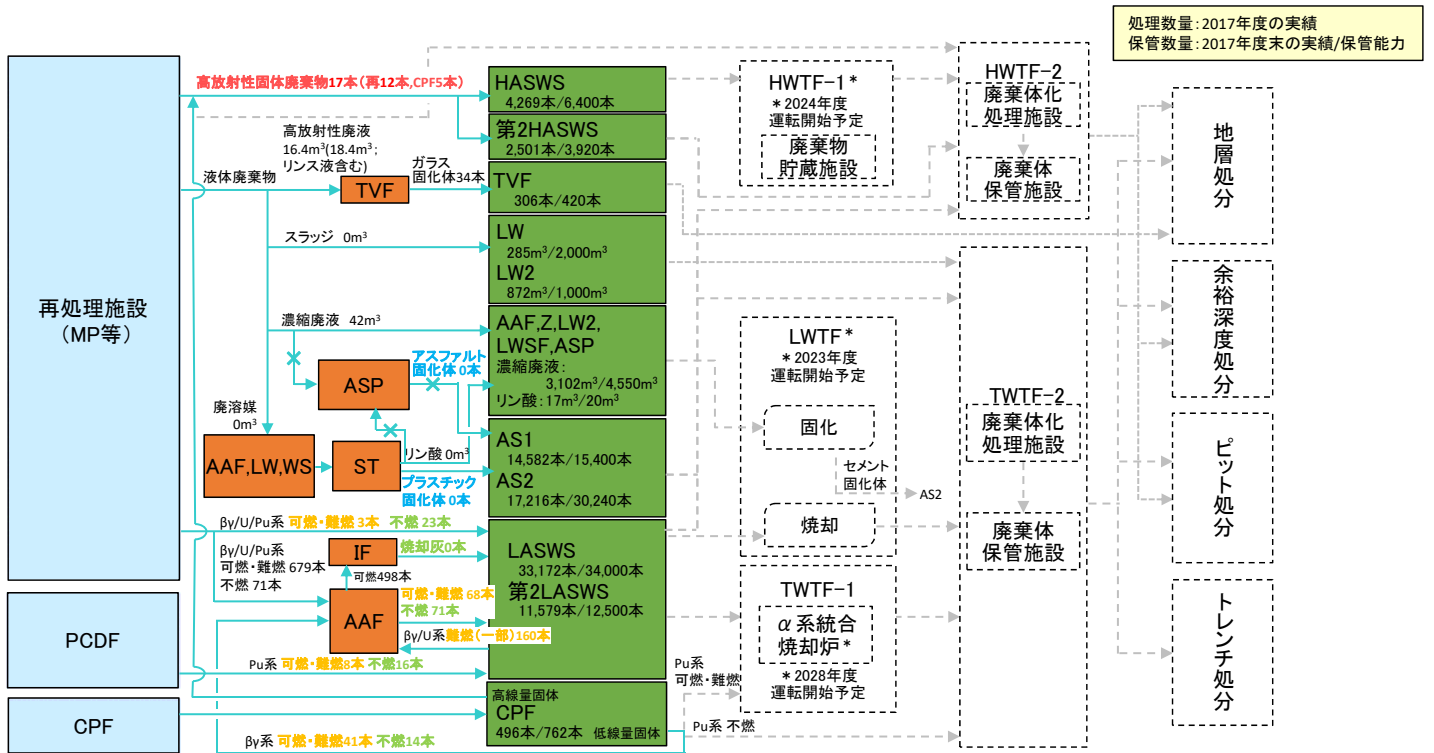 処理数量：2017年度の実績
保管数量：2017年度末の実績/保管能力
再処理施設
（MP等）
PCDF
CPF
高放射性固体廃棄物17本（再12本,CPF5本）
液体廃棄物
高放射性廃液
16.4m³(18.4m³；
リンス液含む)
TVF
ガラス
固化体34本
スラッジ 0m³
濃縮廃液 42m³
アスファルト
固化体 0本
ASP
廃溶媒
0m³
AAF,LW,WS
ST
リン酸 0m³
プラスチック
固化体 0本
βγ/U/Pu系 可燃・難燃 3本 不燃 23本
βγ/U/Pu系
可燃・難燃 679本
不燃 71本
IF
焼却灰0本
可燃498本
AAF
可燃・難燃 68本
不燃 71本
βγ/U系難燃（一部）160本
Pu系 可燃・難燃8本 不燃16本
βγ系 可燃・難燃41本 不燃14本
HASWS
4,269本/6,400本
第2HASWS
2,501本/3,920本
TVF
306本/420本
LW
285m³/2,000m³
LW2
872m³/1,000m³
AAF,Z,LW2,
LWSF,ASP
濃縮廃液：
3,102m³/4,550m³
リン酸：17m³/20m³
AS1
14,582本/15,400本
AS2
17,216本/30,240本
LASWS
33,172本/34,000本
第2LASWS
11,579本/12,500本
高線量固体
CPF
496本/762本 低線量固体
HWTF-1*
*2024年度
運転開始予定
廃棄物
貯蔵施設
LWTF*
*2023年度
運転開始予定
固化
セメント
固化体
AS2
焼却
TWTF-1
α系統合
焼却炉*
*2028年度
運転開始予定
Pu系
可燃・難燃
Pu系 不燃
HWTF-2
廃棄体化
処理施設
廃棄体
保管施設
TWTF-2
廃棄体化
処理施設
廃棄体
保管施設
地層処分
余裕深度処分
ピット処分
トレンチ処分